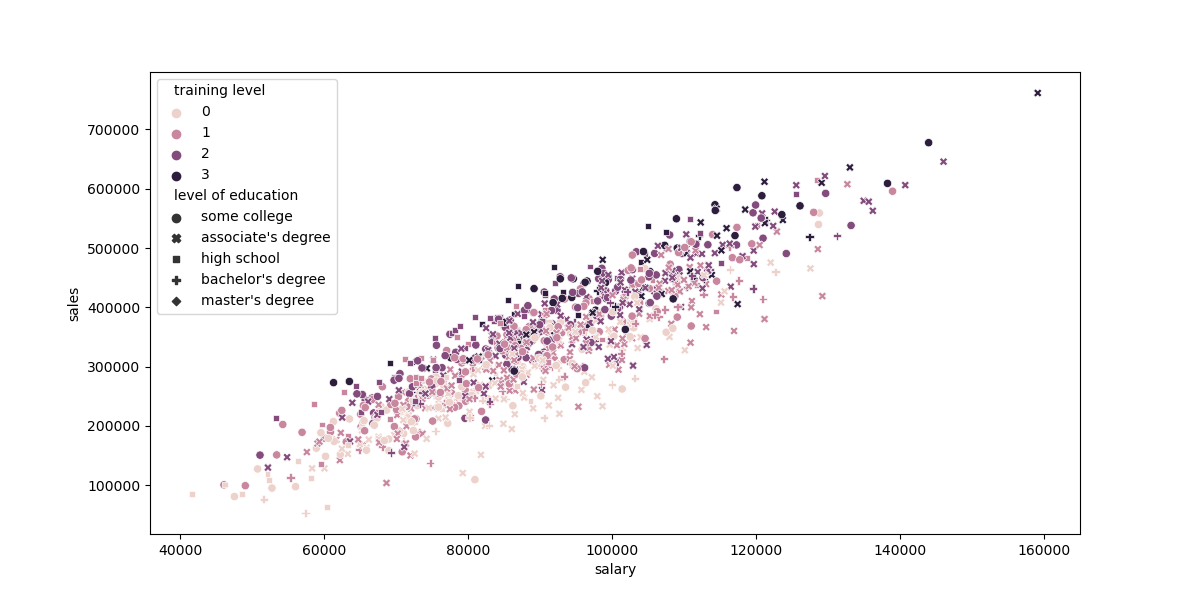 training level
0
1
2
3
level of education
some college
associate's degree
high school
bachelor's degree
master's degree
700000
600000
500000
400000
300000
200000
100000
sales
40000 60000 80000 100000 120000 140000 160000
salary